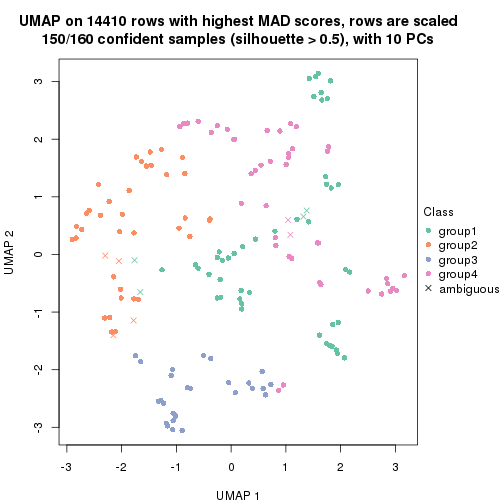 UMAP on 14410 rows with highest MAD scores, rows are scaled
150/160 confident samples (silhouette > 0.5), with 10 PCs
3
2
1
0
-1
-2
-3
UMAP 2
-3
-2
-1
0
1
2
3
UMAP 1
Class
group1
group2
group3
group4
ambiguous